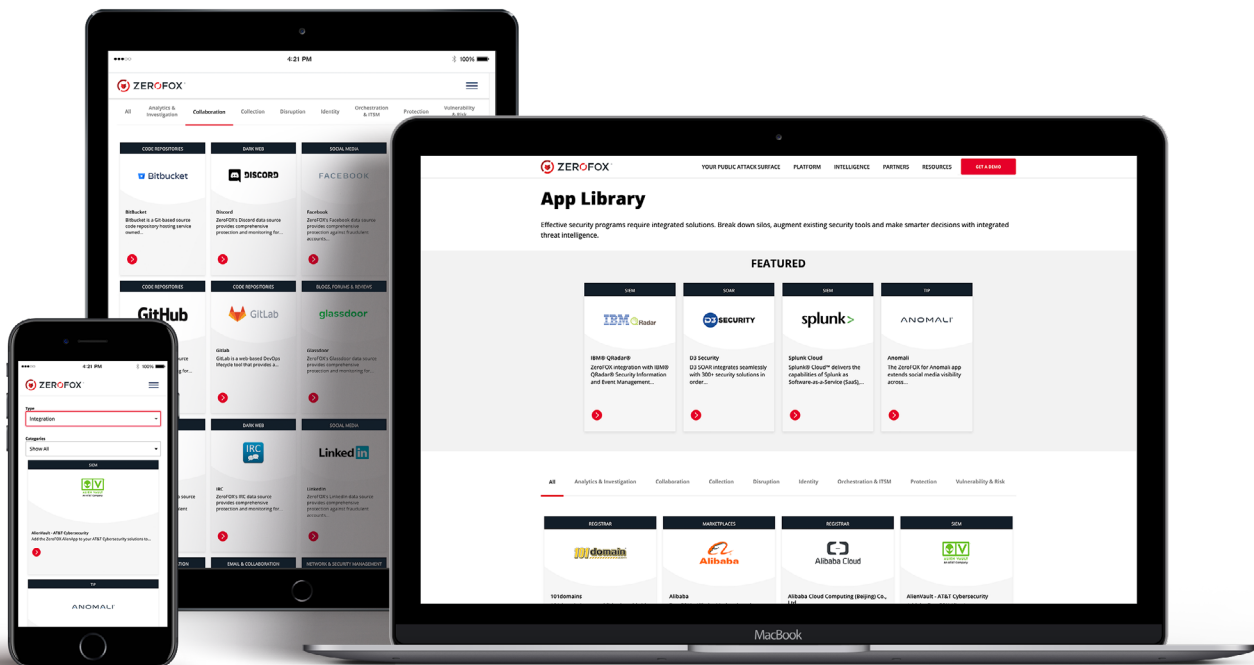 4:21 PM
100%
ZEROFOX
All
Analytics &
Investigation
Collaboration
Collection
Disruption
Identity
Orchestration
& ITSM
Protection
Vulnerability
& Risk
CODE REPOSITORIES
Bitbucket
BitBucket
Bitbucket is a Git-based source
code repository hosting service
owned...
DARK WEB
DISCORD
Discord
ZeroFOX's Discord data source
provides comprehensive
protection and monitoring for...
SOCIAL MEDIA
FACEBOOK
Facebook
ZeroFOX's Facebook data source
provides comprehensive
protection against fraudulent
accounts...
CODE REPOSITORIES
GitHub
source
g for...
CODE REPOSITORIES
GitLab
Gitlab
GitLab is a web-based DevOps
lifecycle tool that provides a...
BLOGS, FORUMS & REVIEWS
glassdoor
Glassdoor
ZeroFOX's Glassdoor data source
provides comprehensive
protection and monitoring for...
a source
ent
DARK WEB
IRC
IRC
ZeroFOX's IRC data source
provides comprehensive
protection and monitoring for...
SOCIAL MEDIA
Linked in
LinkedIn
ZeroFOX's LinkedIn data source
provides comprehensive
protection against fraudulent
accounts...
TION
EMAIL & COLLABORATION
NETWORK & SECURITY MANAGEMENT
4:21 PM
100%
ZEROFOX
Type
Integration
Categories
Show All
SIEM
ALIEN VAULT
AlienVault - AT&T Cybersecurity
Add the ZeroFOX AlienApp to your AT&T Cybersecurity solutions to...
TIP
ANOMALI
ZEROFOX
YOUR PUBLIC ATTACK SURFACE
PLATFORM
INTELLIGENCE
PARTNERS
RESOURCES
GET A DEMO
App Library
Effective security programs require integrated solutions. Break down silos, augment existing security tools and make smarter decisions with integrated
threat intelligence.
FEATURED
SIEM
IBM QRadar
IBM® QRadar®
ZeroFOX integration with IBM®
QRadar® Security Information
and Event Management...
SOAR
D3 SECURITY
D3 Security
D3 SOAR integrates seamlessly
with 300+ security solutions in
order...
SIEM
splunk>
Splunk Cloud
Splunk® Cloud™ delivers the
capabilities of Splunk as
Software-as-a-Service (SaaS),...
TIP
ANOMALI
Anomali
The ZeroFOX for Anomali app
extends social media visibility
across...
All
Analytics & Investigation
Collaboration
Collection
Disruption
Identity
Orchestration & ITSM
Protection
Vulnerability & Risk
REGISTRAR
101domain
101domains
MARKETPLACES
Alibaba
Alibaba
REGISTRAR
Alibaba Cloud
Alibaba Cloud Computing (Beijing) Co.,
Ltd.
SIEM
ALIEN VAULT
AlienVault - AT&T Cybersecurity
MacBook